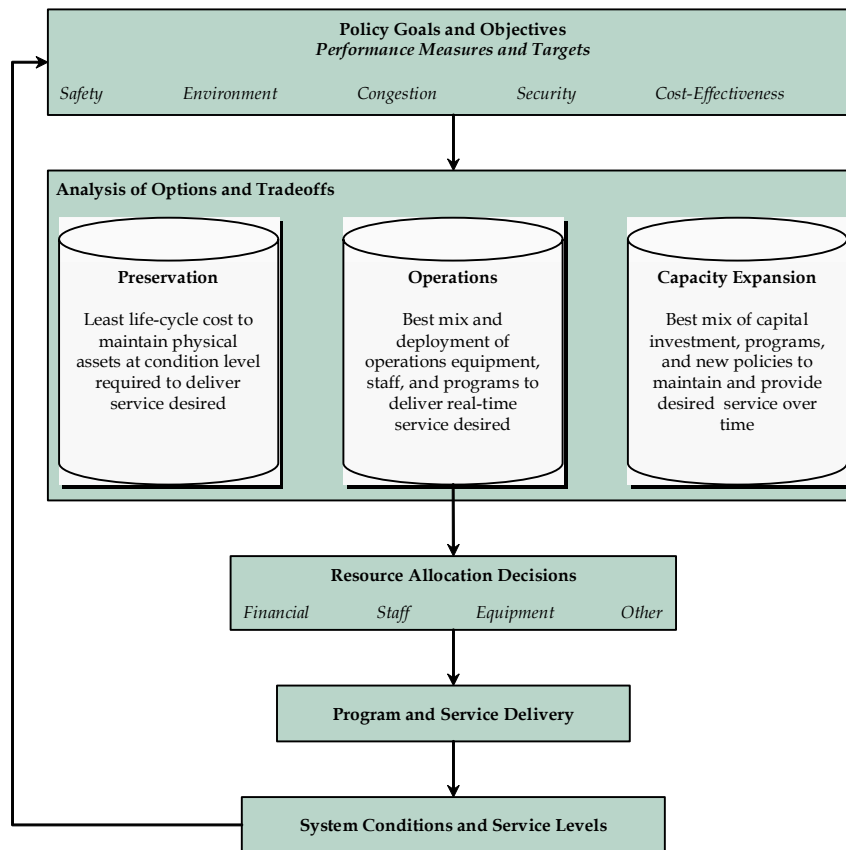 Policy Goals and Objectives
Performance Measures and Targets
Safety Environment Congestion Security Cost-Effectiveness
Analysis of Options and Tradeoffs
Preservation
Least life-cycle cost to
maintain physical
assets at condition level
required to deliver
service desired
Operations
Best mix and
deployment of
operations equipment,
staff, and programs to
deliver real-time
service desired
Capacity Expansion
Best mix of capital
investment, programs,
and new policies to
maintain and provide
desired service over
time
Resource Allocation Decisions
Financial Staff Equipment Other
Program and Service Delivery
System Conditions and Service Levels